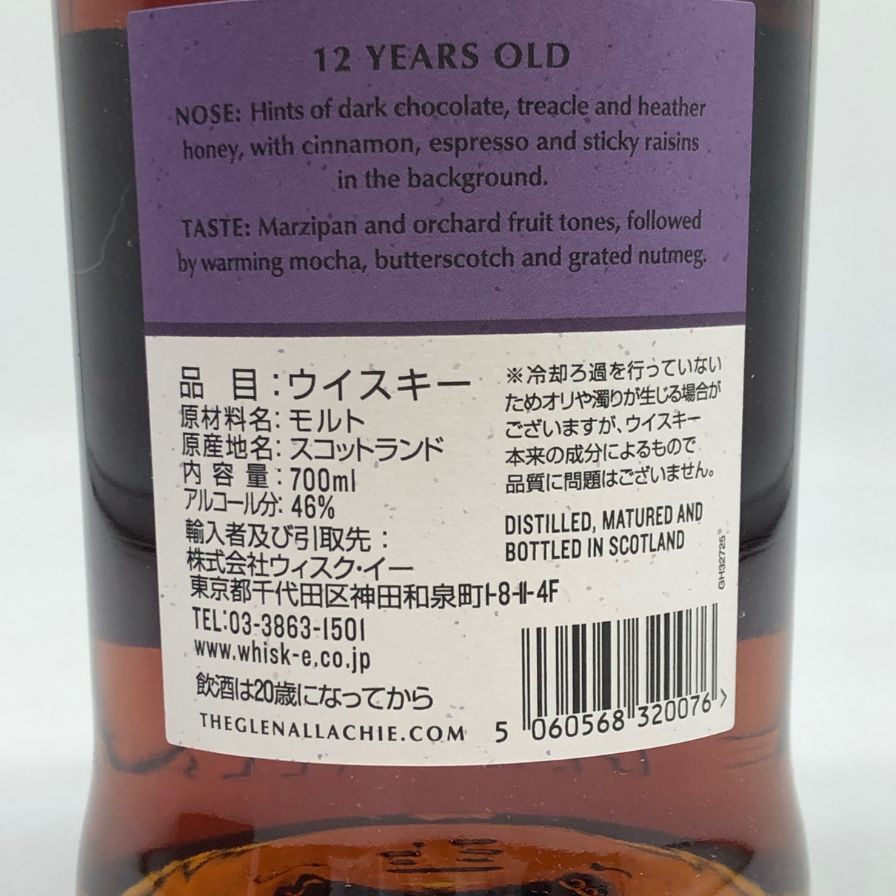 12 YEARS OLD
NOSE: Hints of dark chocolate, treacle and heather
honey, with cinnamon, espresso and sticky raisins
in the background.
TASTE: Marzipan and orchard fruit tones, followed
by warming mocha, butterscotch and grated nutmeg.
品　目：ウイスキー
原材料名：モルト
原産地名：スコットランド
内容量：700ml
アルコール分：46%
輸入者及び引取先：
株式会社ウィスク・イー
東京都千代田区神田和泉町1-8-11-4F
TEL:03-3863-1501
www.whisk-e.co.jp
飲酒は20歳になってから
THEGLENALLACHIE.COM
※冷却ろ過を行っていない
ためオリや濁りが生じる場合が
ございますが、ウイスキー
本来の成分によるもので
品質に問題はございません。
DISTILLED, MATURED AND
BOTTLED IN SCOTLAND
GH32725
5 060568 320076 >